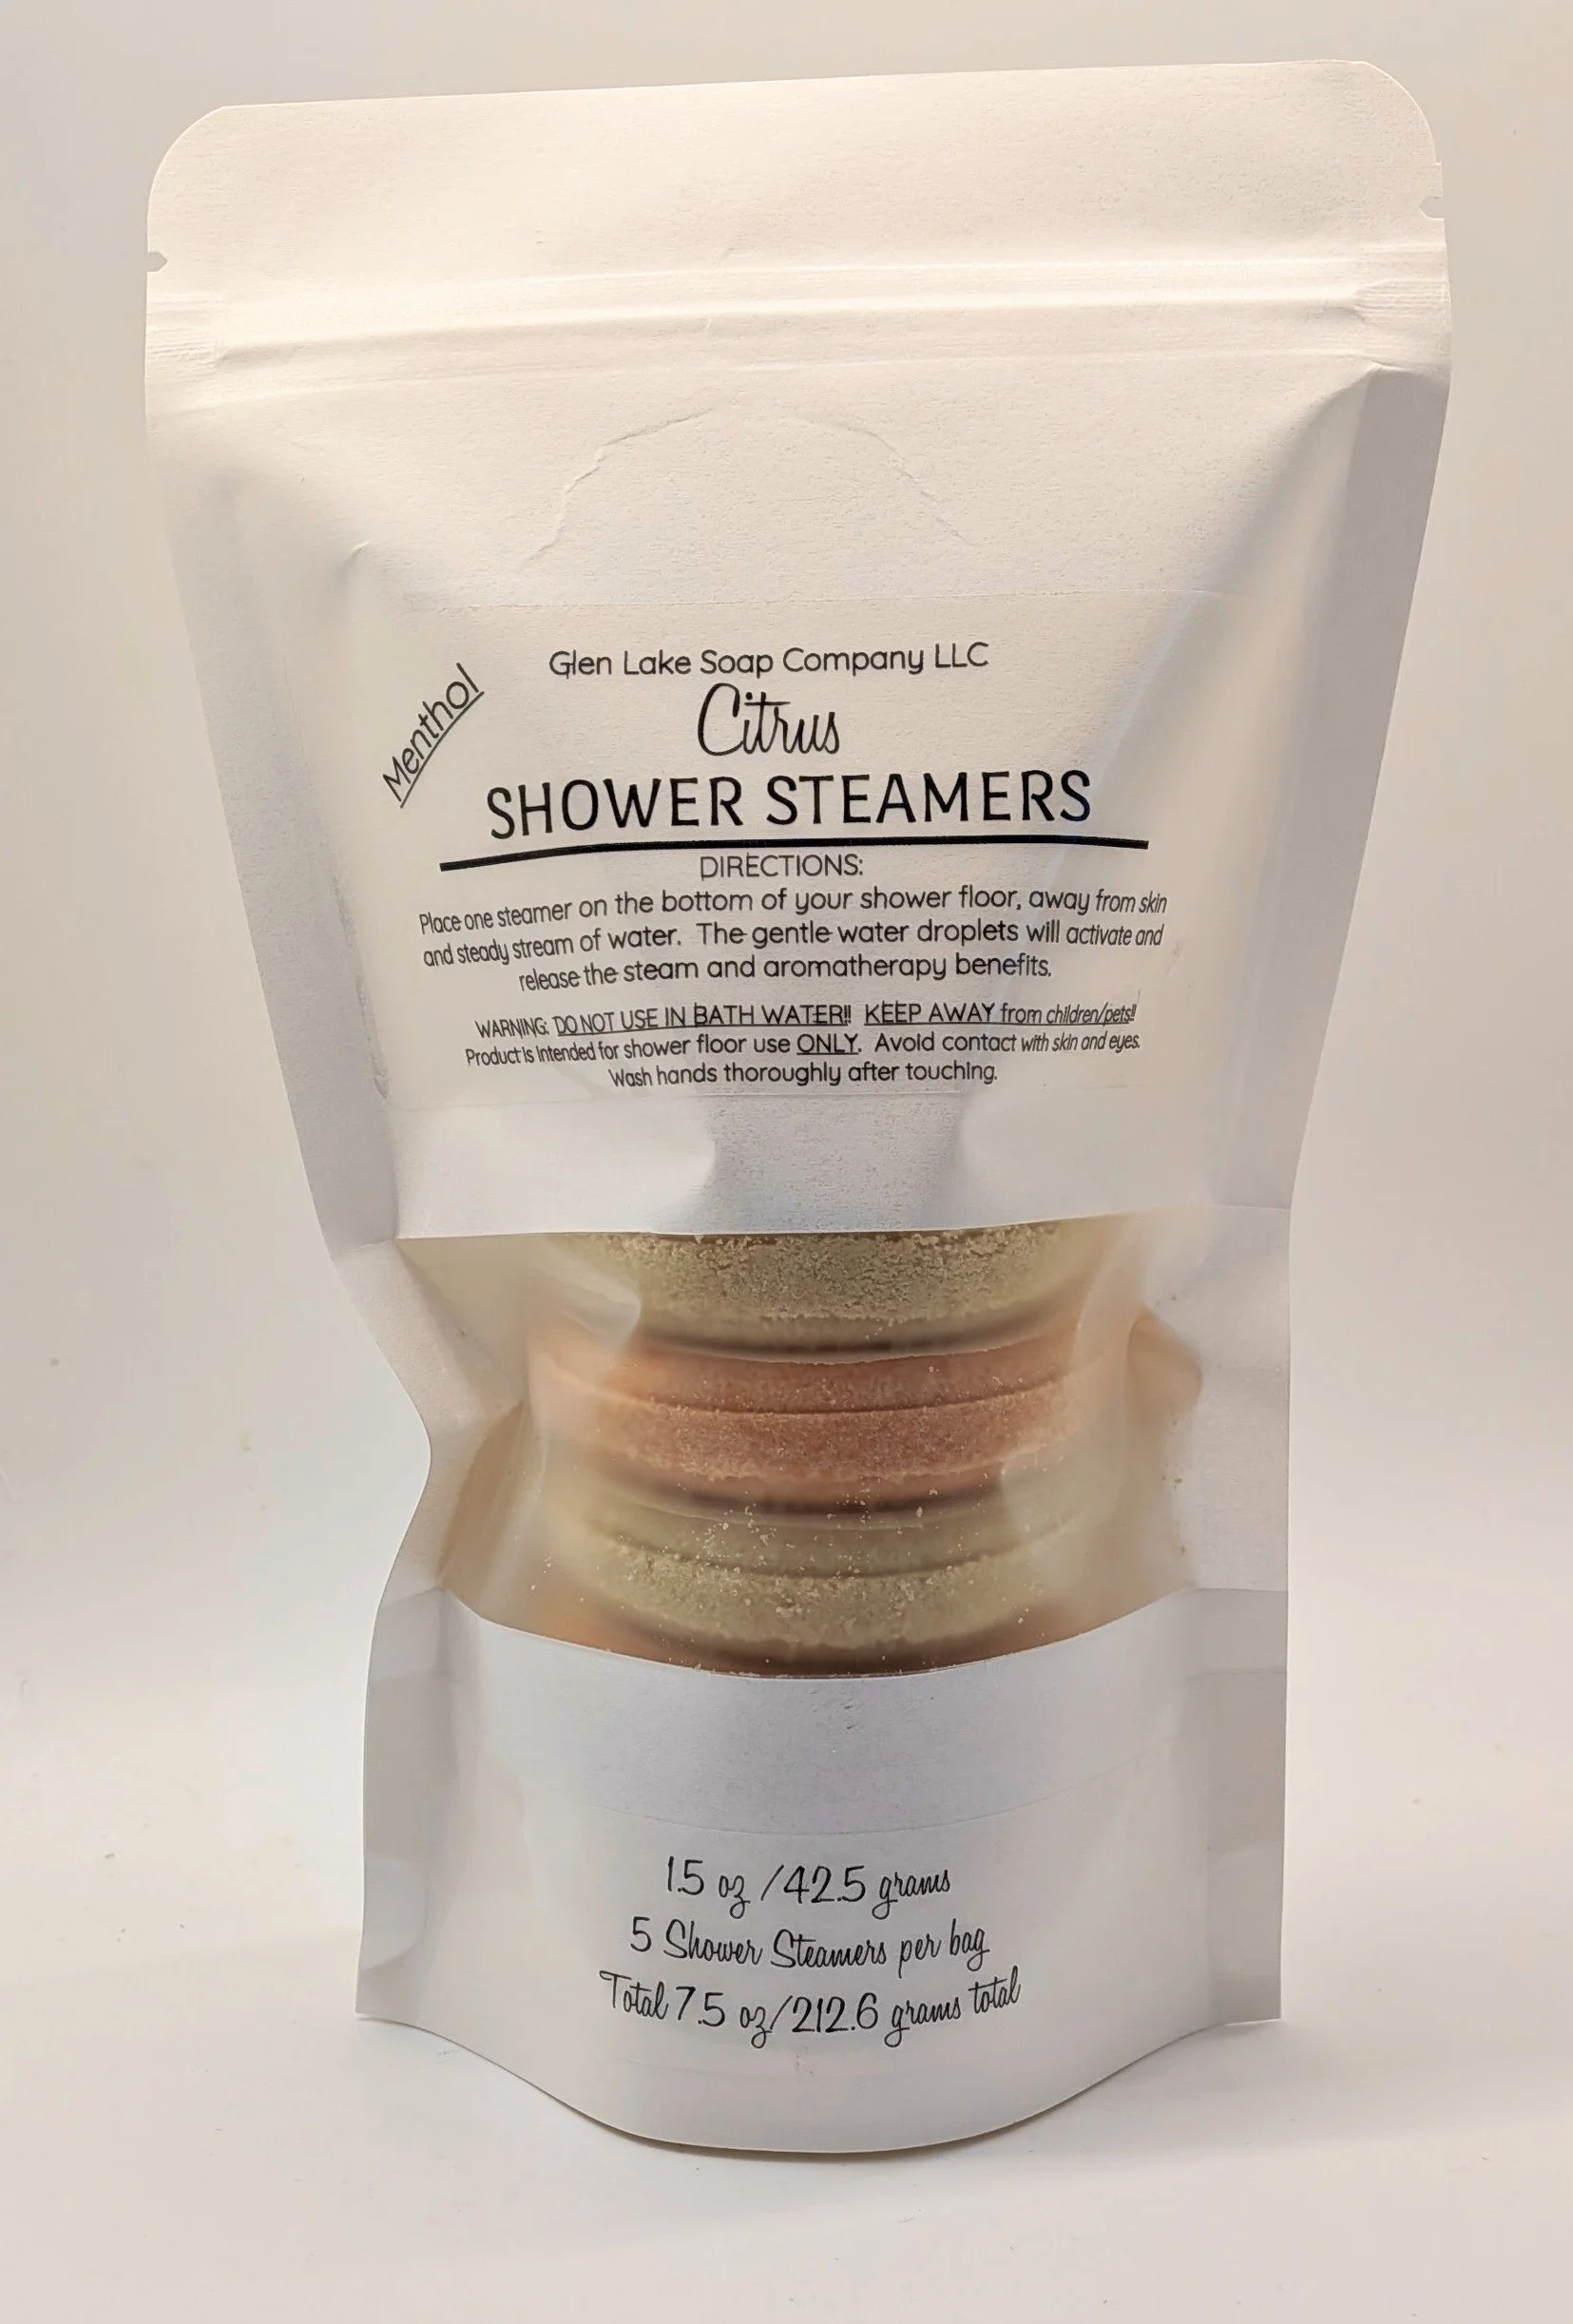 Glen Lake Soap Company LLC
Menthol
Citrus
SHOWER STEAMERS
DIRECTIONS:
Place one steamer on the bottom of your shower floor, away from skin
and steady stream of water. The gentle water droplets will activate and
release the steam and aromatherapy benefits.
WARNING: DO NOT USE IN BATH WATER!! KEEP AWAY from children/pets!!
Product is intended for shower floor use ONLY. Avoid contact with skin and eyes.
Wash hands thoroughly after touching.
1.5 oz /42.5 grams
5 Shower Steamers per bag
Total 7.5 oz/212.6 grams total